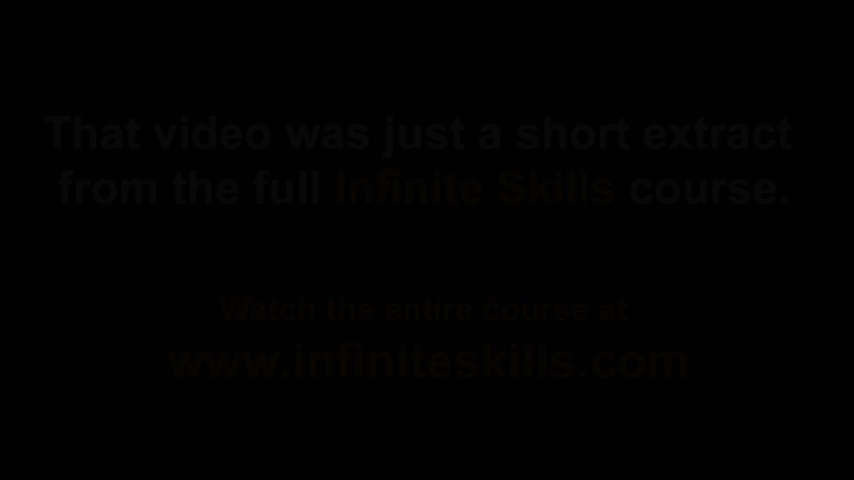 That video was just a short extract
from the full Infinite Skills course.
Watch the entire course at
www.infiniteskills.com